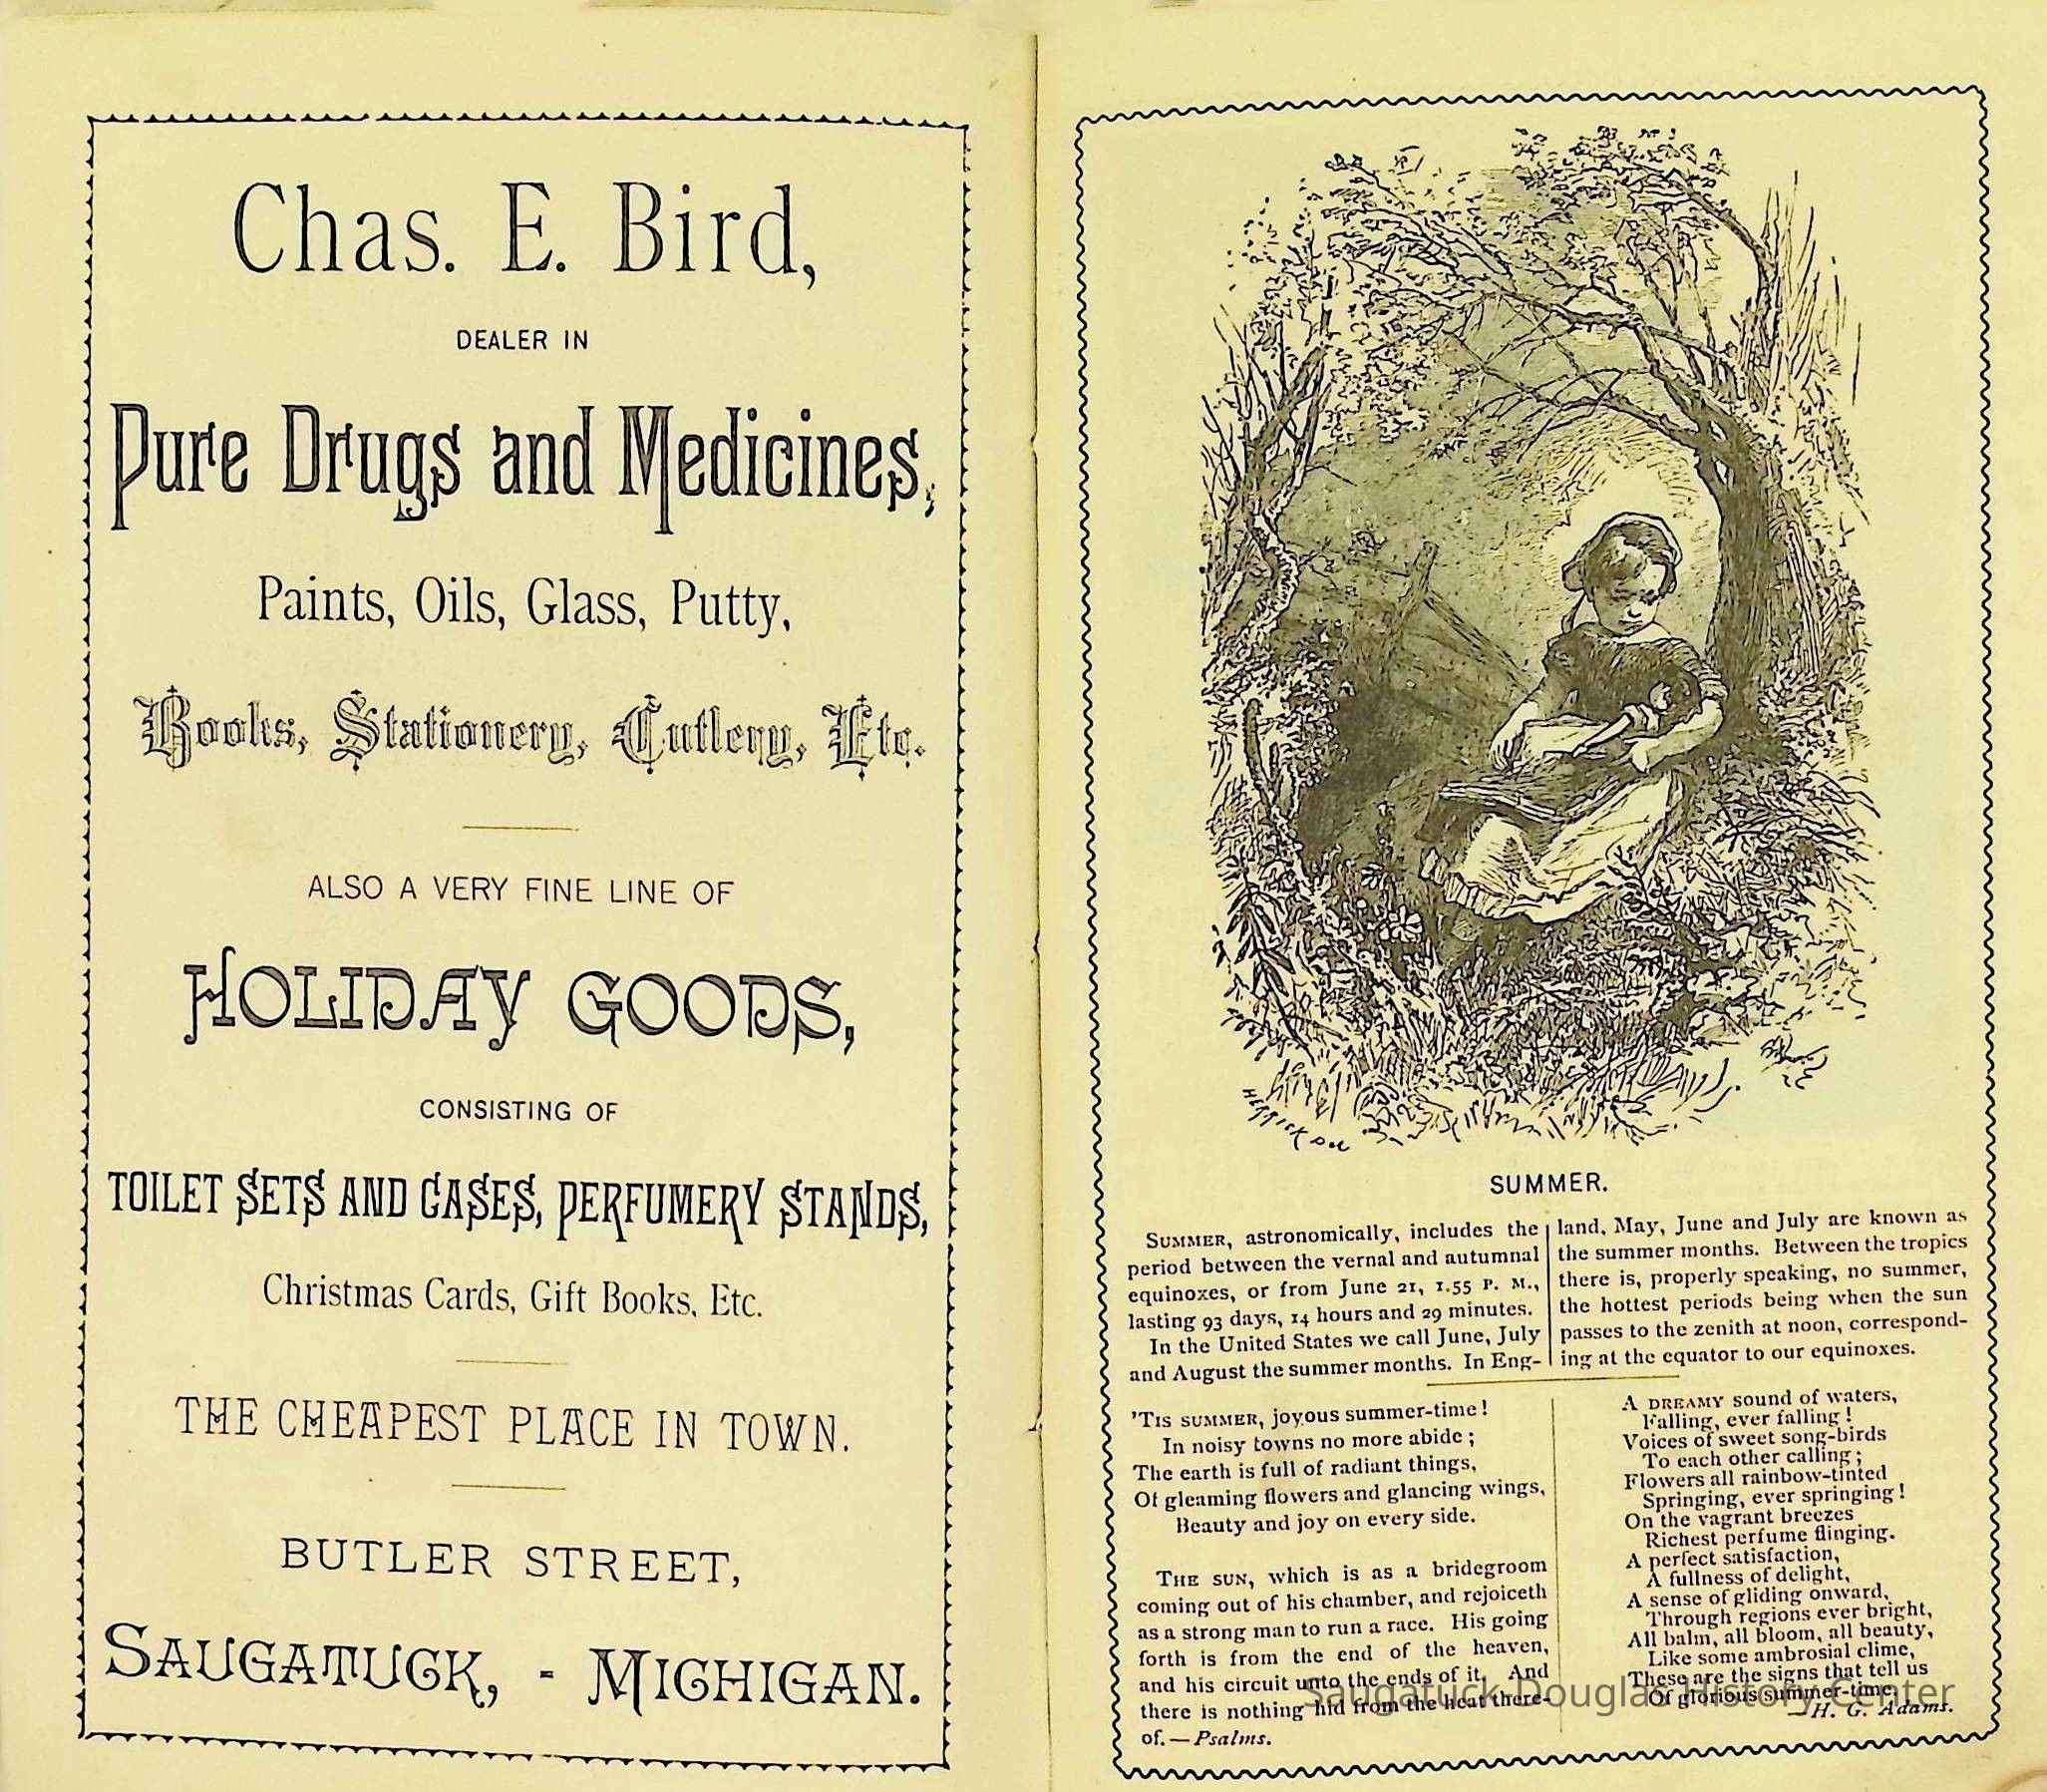 Chas. E. Bird,
DEALER IN
Pure Drugs and Medicines,
Paints, Oils, Glass, Putty,
Books, Stationery, Cutlery, Etc.
ALSO A VERY FINE LINE OF
HOLIDAY GOODS,
CONSISTING OF
TOILET SETS AND CASES, PERFUMERY STANDS,
Christmas Cards, Gift Books, Etc.
THE CHEAPEST PLACE IN TOWN.
BUTLER STREET,
SAUGATUCK, - MICHIGAN.
SUMMER.
SUMMER, astronomically, includes the
period between the vernal and autumnal
equinoxes, or from June 21, 1.55 P. M.,
lasting 93 days, 14 hours and 29 minutes.
In the United States we call June, July
and August the summer months. In Eng-
land, May, June and July are known as
the summer months. Between the tropics
there is, properly speaking, no summer,
the hottest periods being when the sun
passes to the zenith at noon, correspond-
ing at the equator to our equinoxes.
'TIS SUMMER, joyous summer-time!
In noisy towns no more abide;
The earth is full of radiant things,
Of gleaming flowers and glancing wings,
Beauty and joy on every side.
THE SUN, which is as a bridegroom
coming out of his chamber, and rejoiceth
as a strong man to run a race. His going
forth is from the end of the heaven,
and his circuit unto the ends of it. And
there is nothing hid from the heat there-
of.—Psalms.
A DREAMY sound of waters,
Falling, ever falling!
Voices of sweet song-birds
To each other calling;
Flowers all rainbow-tinted
Springing, ever springing!
On the vagrant breezes
Richest perfume flinging.
A perfect satisfaction,
A fullness of delight,
A sense of gliding onward,
Through regions ever bright,
All balm, all bloom, all beauty,
Like some ambrosial clime,
These are the signs that tell us
Of glorious summer-time.
—H. G. Adams.
Saugatuck Douglas History Center